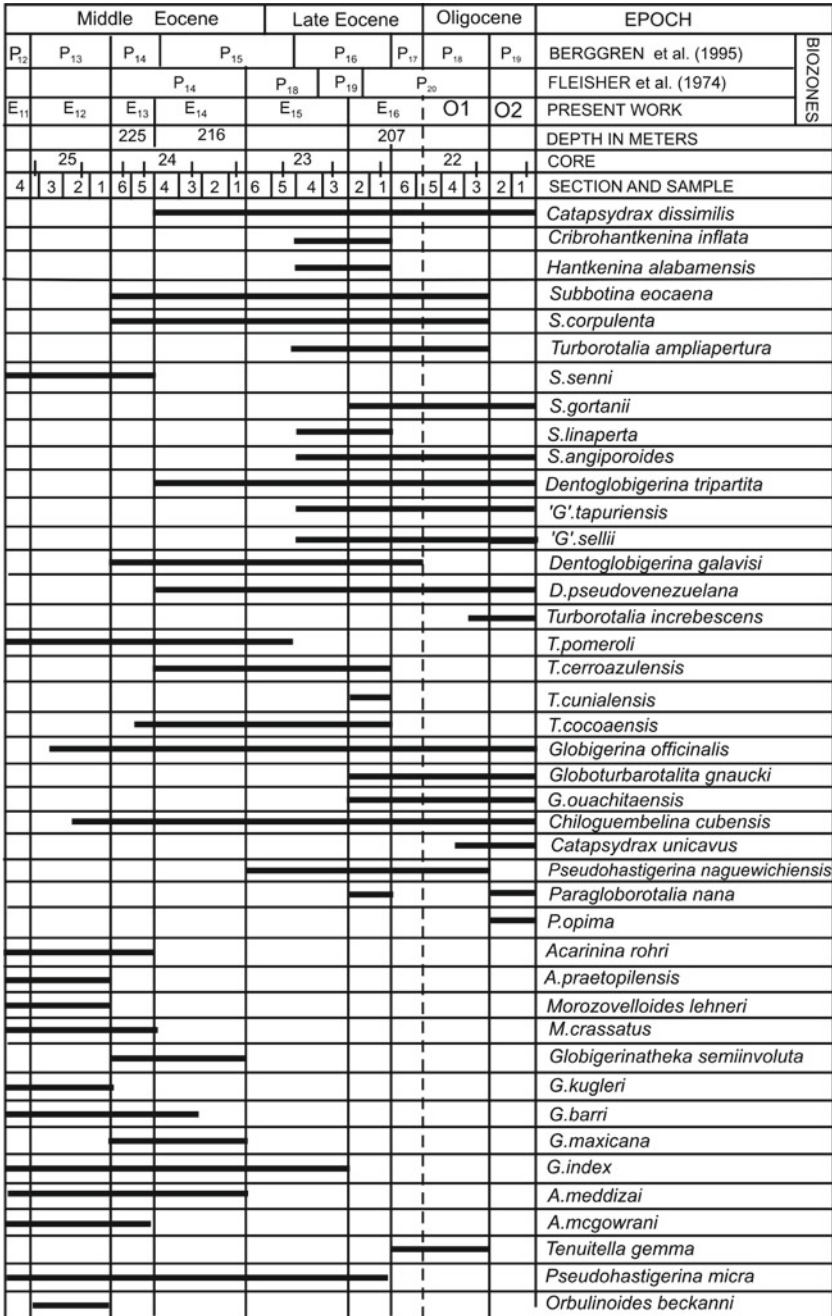 Middle Eocene Late Eocene Oligocene EPOCH
P12 P13 P14 P15 P16 P17 P18 P19 BERGGREN et al. (1995)
P14 P18 P19 P20 FLEISHER et al. (1974)
BIOZONES
E11 E12 E13 E14 E15 E16 O1 O2 PRESENT WORK
225 216 207 DEPTH IN METERS
25 24 23 22 CORE
4 3 2 1 6 5 4 3 2 1 6 5 4 3 2 1 6 5 4 3 2 1 SECTION AND SAMPLE
Catapsydrax dissimilis
Cribrohantkenina inflata
Hantkenina alabamensis
Subbotina eocaena
S.corpulenta
Turborotalia ampliapertura
S.senni
S.gortanii
S.linaperta
S.angiporoides
Dentoglobigerina tripartita
'G'.tapuriensis
'G'.sellii
Dentoglobigerina galavisi
D.pseudovenezuelana
Turborotalia increbescens
T.pomeroli
T.cerroazulensis
T.cunialensis
T.cocoaensis
Globigerina officinalis
Globoturbarotalita gnaucki
G.ouachitaensis
Chiloguembelina cubensis
Catapsydrax unicavus
Pseudohastigerina naguewichiensis
Paragloborotalia nana
P.opima
Acarinina rohri
A.praetopilensis
Morozovelloides lehneri
M.crassatus
Globigerinatheka semiinvoluta
G.kugleri
G.barri
G.maxicana
G.index
A.meddizai
A.mcgowrani
Tenuitella gemma
Pseudohastigerina micra
Orbulinoides beckanni